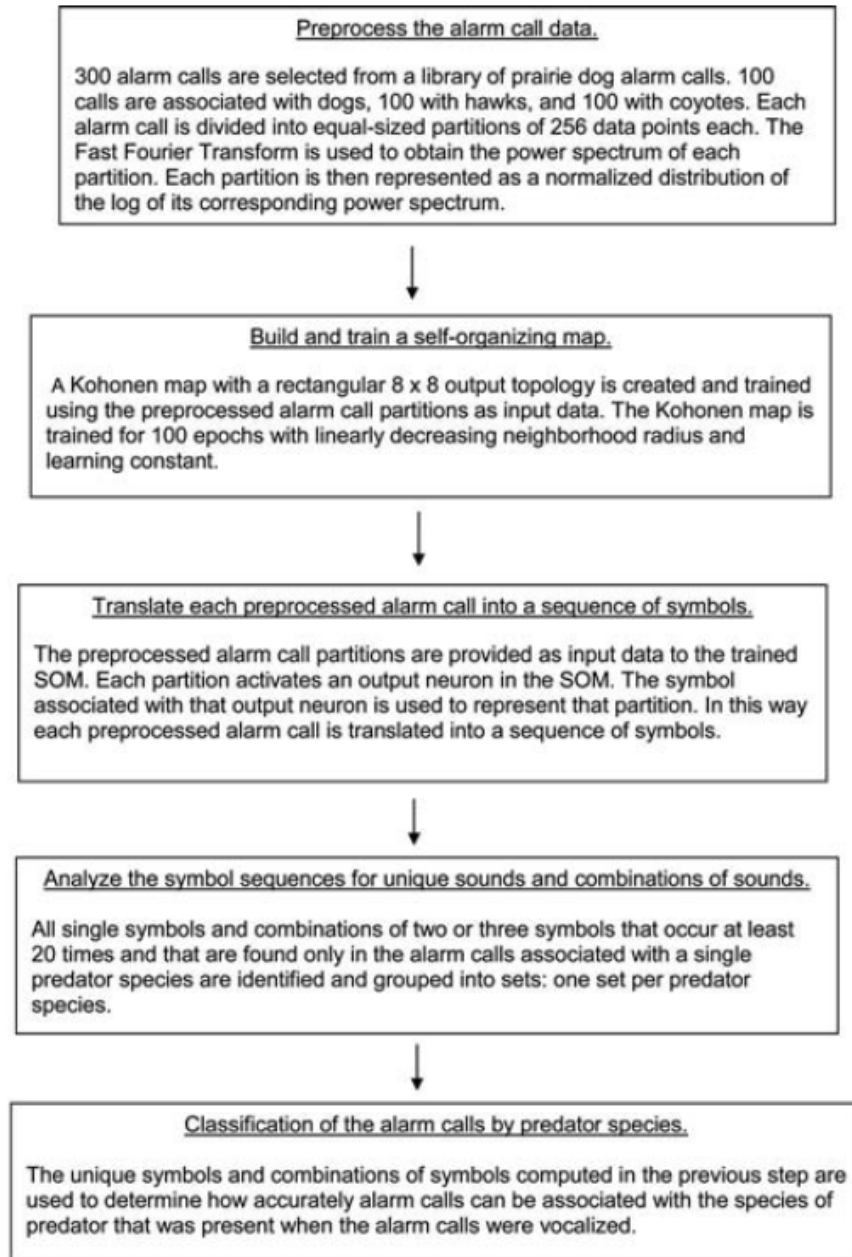 Preprocess the alarm call data.
300 alarm calls are selected from a library of prairie dog alarm calls. 100
calls are associated with dogs, 100 with hawks, and 100 with coyotes. Each
alarm call is divided into equal-sized partitions of 256 data points each. The
Fast Fourier Transform is used to obtain the power spectrum of each
partition. Each partition is then represented as a normalized distribution of
the log of its corresponding power spectrum.
Build and train a self-organizing map.
A Kohonen map with a rectangular 8 x 8 output topology is created and trained
using the preprocessed alarm call partitions as input data. The Kohonen map is
trained for 100 epochs with linearly decreasing neighborhood radius and
learning constant.
Translate each preprocessed alarm call into a sequence of symbols.
The preprocessed alarm call partitions are provided as input data to the trained
SOM. Each partition activates an output neuron in the SOM. The symbol
associated with that output neuron is used to represent that partition. In this way
each preprocessed alarm call is translated into a sequence of symbols.
Analyze the symbol sequences for unique sounds and combinations of sounds.
All single symbols and combinations of two or three symbols that occur at least
20 times and that are found only in the alarm calls associated with a single
predator species are identified and grouped into sets: one set per predator
species.
Classification of the alarm calls by predator species.
The unique symbols and combinations of symbols computed in the previous step are
used to determine how accurately alarm calls can be associated with the species of
predator that was present when the alarm calls were vocalized.